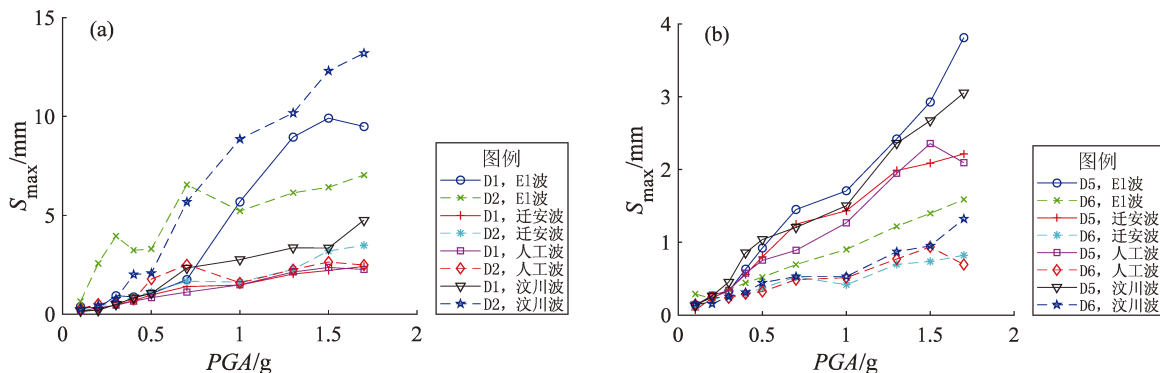 (a)
15
10
5
0
S_max/mm
0
0.5
1
1.5
2
PGA/g
图例
D1, El波
D2, El波
D1, 迁安波
D2, 迁安波
D1, 人工波
D2, 人工波
D1, 汶川波
D2, 汶川波
(b)
4
3
2
1
0
S_max/mm
0
0.5
1
1.5
2
PGA/g
图例
D5, El波
D6, El波
D5, 迁安波
D6, 迁安波
D5, 人工波
D6, 人工波
D5, 汶川波
D6, 汶川波